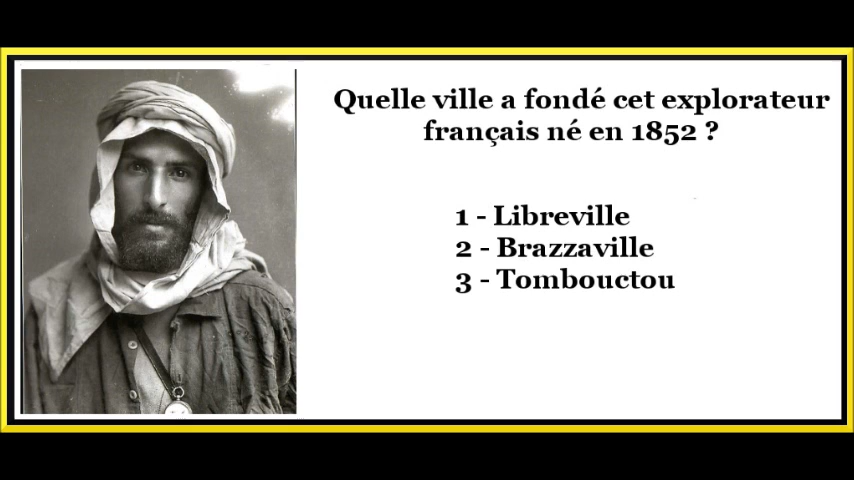 Quelle ville a fondé cet explorateur
français né en 1852 ?
1 - Libreville
2 - Brazzaville
3 - Tombouctou